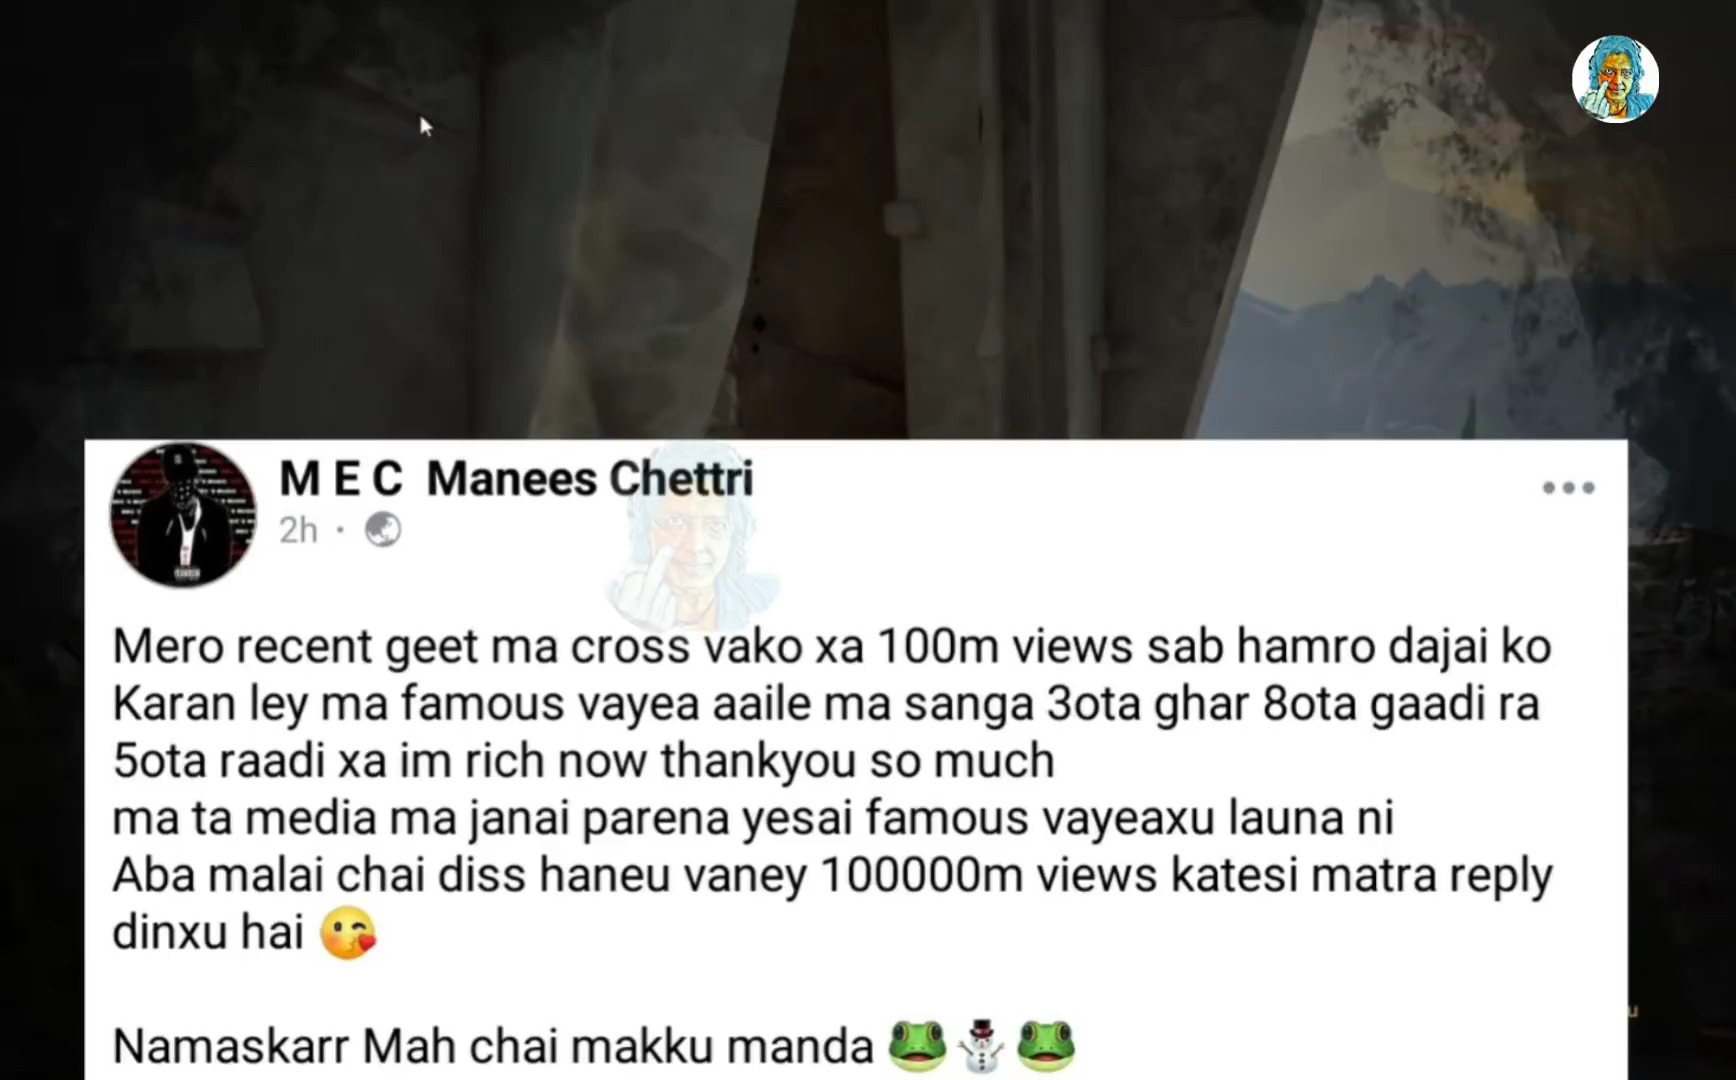 M E C Manees Chettri
2h ·
Mero recent geet ma cross vako xa 100m views sab hamro dajai ko
Karan ley ma famous vayea aaile ma sanga 3ota ghar 8ota gaadi ra
5ota raadi xa im rich now thankyou so much
ma ta media ma janai parena yesai famous vayeaxu launa ni
Aba malai chai diss haneu vaney 100000m views katesi matra reply
dinxu hai 😘
Namaskarr Mah chai makku manda 🐸⛄🐸